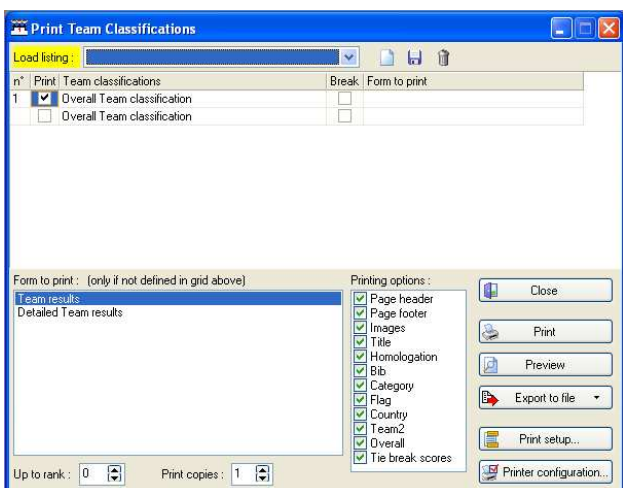 Print Team Classifications
Load listing :
n° Print Team classifications Break Form to print
1 Overall Team classification
Overall Team classification
Form to print : (only if not defined in grid above)
Team results
Detailed Team results
Printing options :
Page header
Page footer
Images
Title
Homologation
Bib
Category
Flag
Country
Team2
Overall
Tie break scores
Close
Print
Preview
Export to file
Print setup...
Printer configuration...
Up to rank : 0 Print copies : 1